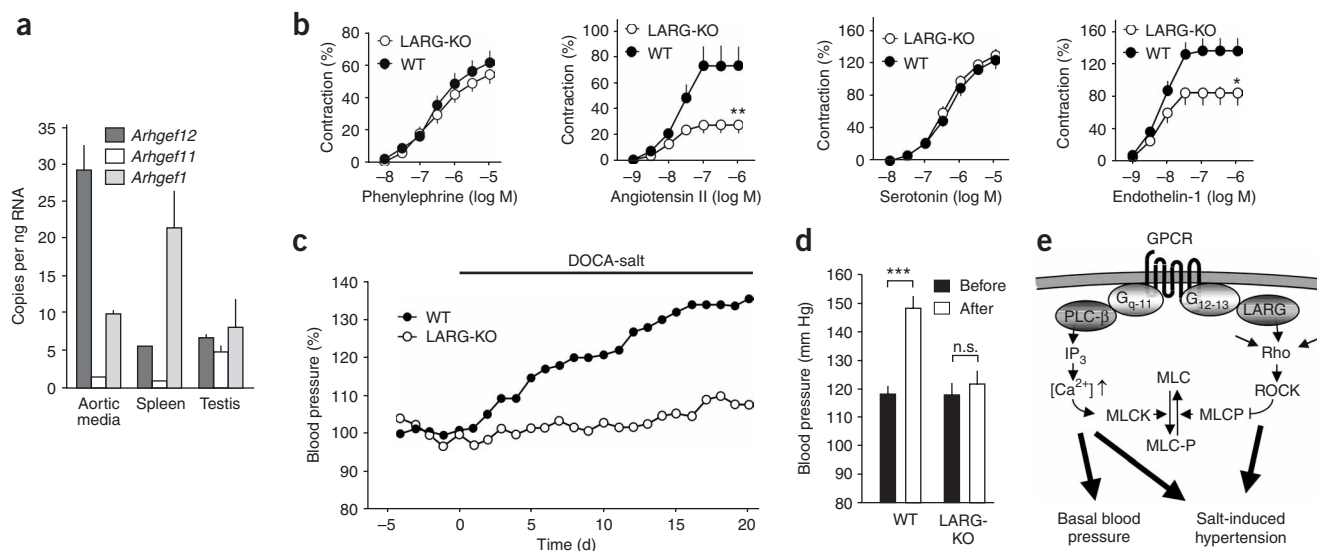 a
Copies per ng RNA
35
30
25
20
15
10
5
0
Arhgef12
Arhgef11
Arhgef1
Aortic
media
Spleen
Testis
b
Contraction (%)
80
60
40
20
0
LARG-KO
WT
–8
–7
–6
–5
Phenylephrine (log M)
Contraction (%)
100
80
60
40
20
0
LARG-KO
WT
**
–9
–8
–7
–6
Angiotensin II (log M)
Contraction (%)
160
120
80
40
0
LARG-KO
WT
–8
–7
–6
–5
Serotonin (log M)
Contraction (%)
160
120
80
40
0
LARG-KO
WT
*
–9
–8
–7
–6
Endothelin-1 (log M)
c
DOCA-salt
Blood pressure (%)
140
130
120
110
100
90
80
WT
LARG-KO
–5
0
5
10
15
20
Time (d)
d
Blood pressure (mm Hg)
160
150
140
130
120
110
100
90
80
***
n.s.
Before
After
WT
LARG-
KO
e
GPCR
Gq-11
G12-13
PLC-β
LARG
IP3
Rho
[Ca2+]↑
MLC
ROCK
MLCK
MLCP
MLC-P
Basal blood
pressure
Salt-induced
hypertension